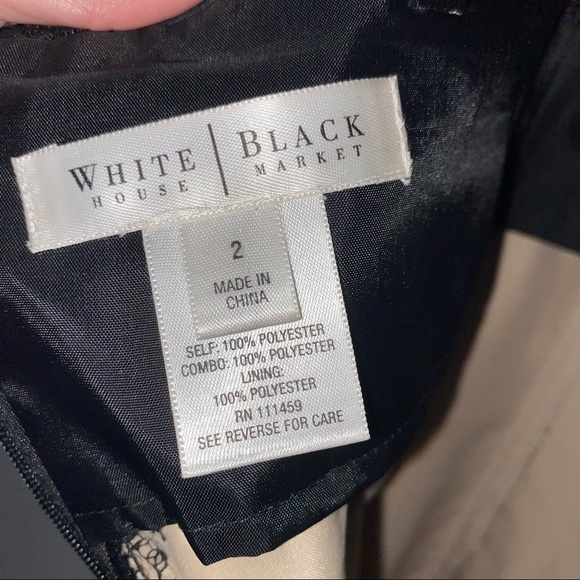 WHITE | BLACK
HOUSE MARKET
2
MADE IN
CHINA
SELF: 100% POLYESTER
COMBO: 100% POLYESTER
LINING:
100% POLYESTER
RN 111459
SEE REVERSE FOR CARE